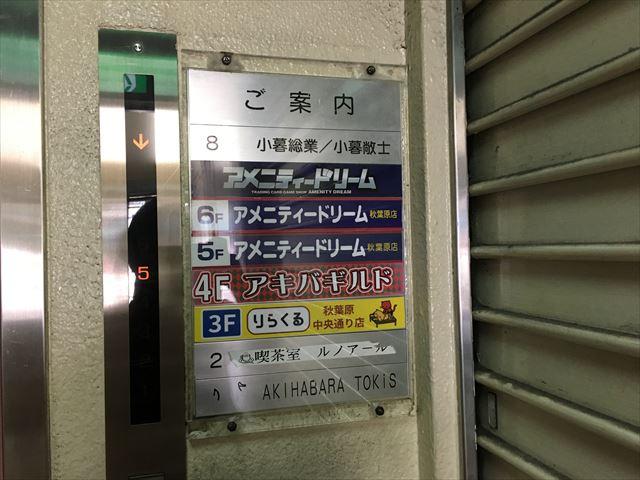 ご案内
8 小暮総業／小暮敞士
アメニティードリーム
TRADING CARD GAME SHOP AMENITY DREAM
6F アメニティードリーム 秋葉原店
5F アメニティードリーム 秋葉原店
4F アキバギルド
3F りらくる 秋葉原
中央通り店
2 喫茶室 ルノアール
AKIHABARA TOKiS
5